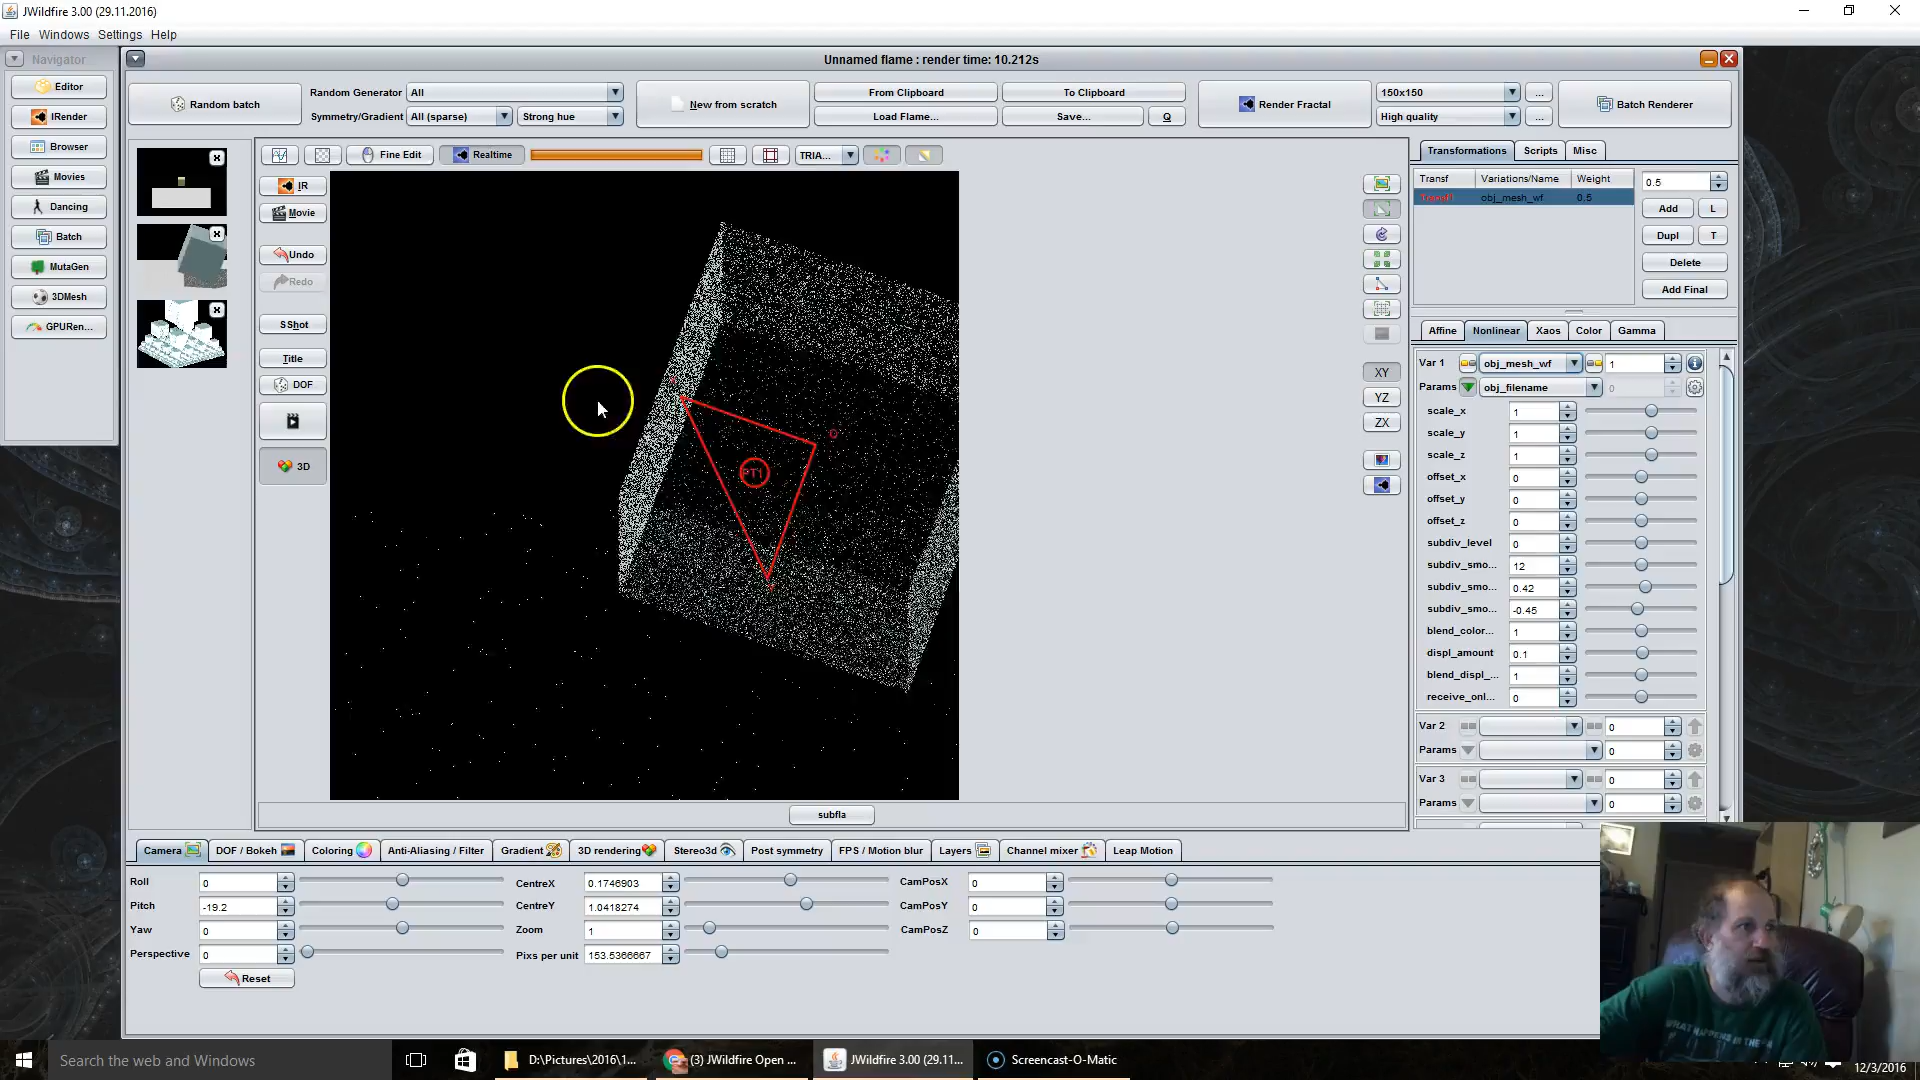 JWildfire 3.00 (29.11.2016)
File Windows Settings Help
Navigator
Unnamed flame : render time: 10.212s
Editor
IRender
Browser
Movies
Dancing
Batch
MutaGen
3DMesh
GPURen...
Random batch
Random Generator All
Symmetry/Gradient All (sparse) Strong hue
New from scratch
From Clipboard To Clipboard
Load Flame... Save... Q
Render Fractal
150x150 ...
High quality ...
Batch Renderer
Fine Edit Realtime TRIA...
IR
Movie
Undo
Redo
SShot
Title
DOF
3D
PT1
XY
YZ
ZX
subfla
Transformations Scripts Misc
Transf Variations/Name Weight
Transf1 obj_mesh_wf 0.5
0.5
Add L
Dupl T
Delete
Add Final
Affine Nonlinear Xaos Color Gamma
Var 1 obj_mesh_wf 1
Params obj_filename 0
scale_x 1
scale_y 1
scale_z 1
offset_x 0
offset_y 0
offset_z 0
subdiv_level 0
subdiv_smo... 12
subdiv_smo... 0.42
subdiv_smo... -0.45
blend_color... 1
displ_amount 0.1
blend_displ_... 1
receive_onl... 0
Var 2 0
Params 0
Var 3 0
Params 0
Camera DOF / Bokeh Coloring Anti-Aliasing / Filter Gradient 3D rendering Stereo3d Post symmetry FPS / Motion blur Layers Channel mixer Leap Motion
Roll 0 CentreX 0.1746903 CamPosX 0
Pitch -19.2 CentreY 1.0418274 CamPosY 0
Yaw 0 Zoom 1 CamPosZ 0
Perspective 0 Pixs per unit 153.5366667
Reset
WHAT HAPPENS IN THE
Search the web and Windows
D:\Pictures\2016\1...
(3) JWildfire Open ...
JWildfire 3.00 (29.11...
Screencast-O-Matic
12/3/2016